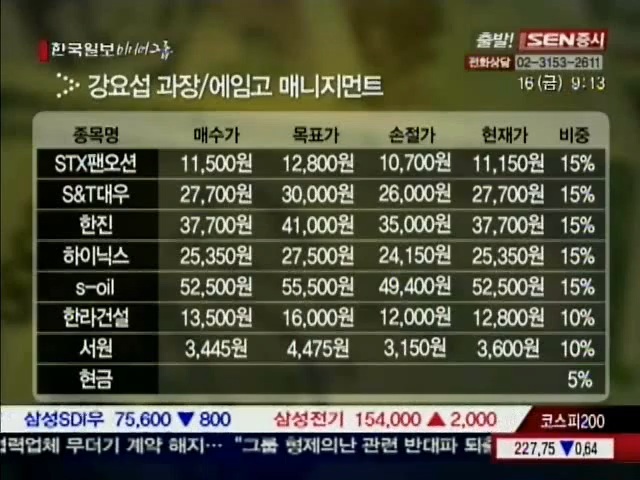 한국일보 미디어그룹
출발! SEN증시
전화상담 02-3153-2611
강요섭 과장/에임고 매니지먼트
16(금) 9:13
종목명 매수가 목표가 손절가 현재가 비중
STX팬오션 11,500원 12,800원 10,700원 11,150원 15%
S&T대우 27,700원 30,000원 26,000원 27,700원 15%
한진 37,700원 41,000원 35,000원 37,700원 15%
하이닉스 25,350원 27,500원 24,150원 25,350원 15%
s-oil 52,500원 55,500원 49,400원 52,500원 15%
한라건설 13,500원 16,000원 12,000원 12,800원 10%
서원 3,445원 4,475원 3,150원 3,600원 10%
현금 5%
삼성SDI우 75,600 ▼ 800 삼성전기 154,000 ▲ 2,000 코스피200
협력업체 무더기 계약 해지… "그룹 형제의난 관련 반대파 퇴출 227,75 ▼0,64